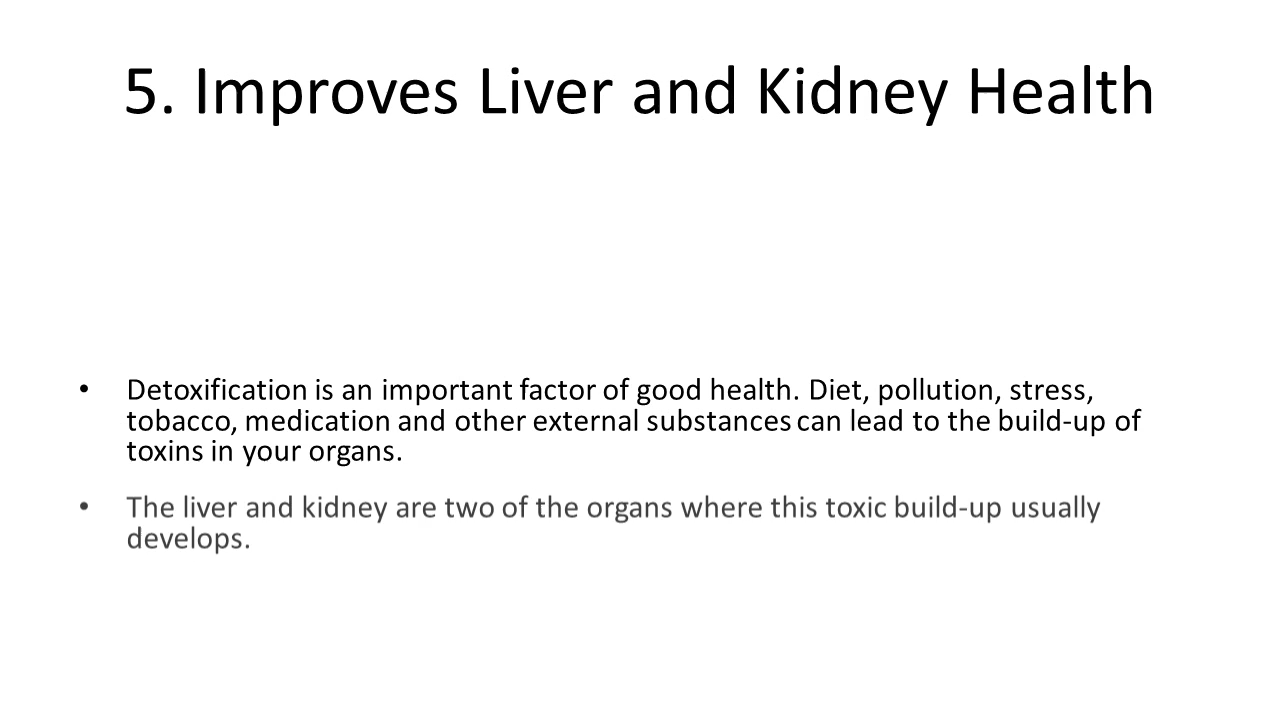 5. Improves Liver and Kidney Health
• Detoxification is an important factor of good health. Diet, pollution, stress,
tobacco, medication and other external substances can lead to the build-up of
toxins in your organs.
• The liver and kidney are two of the organs where this toxic build-up usually
develops.